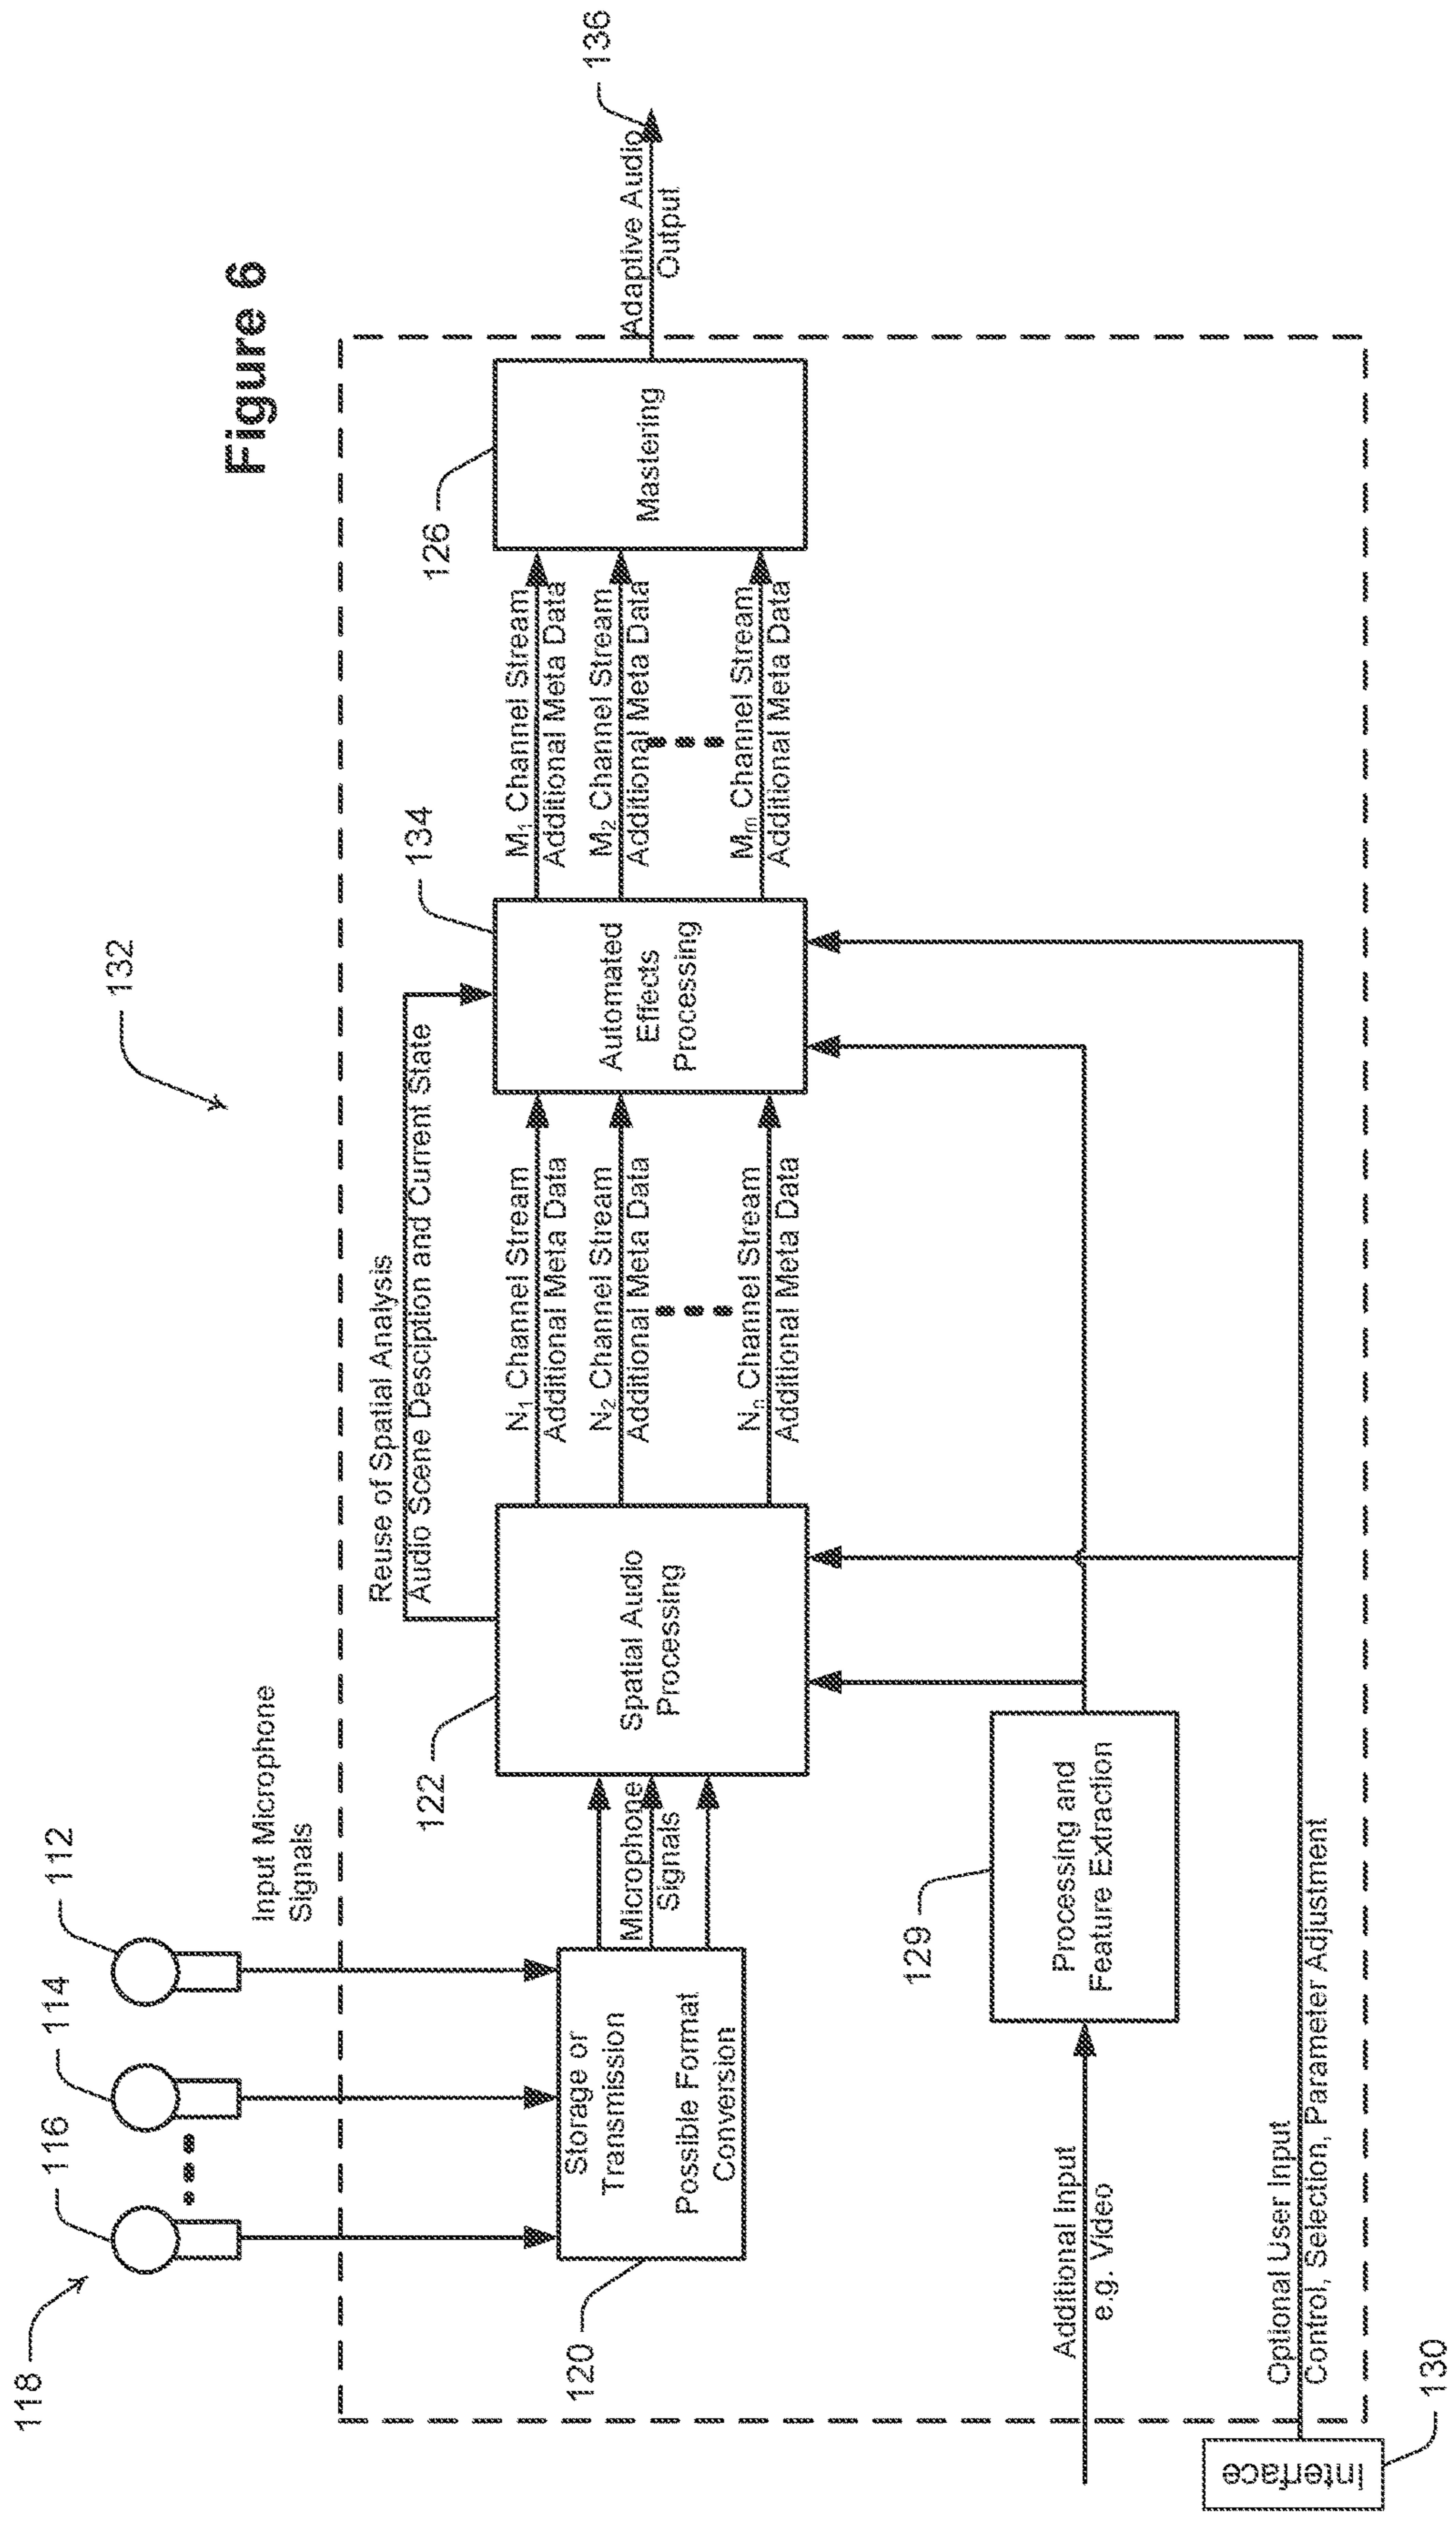 Figure 6
132
118
116
114
112
Input Microphone
Signals
Reuse of Spatial Analysis
Audio Scene Desciption and Current State
120
Storage or
Transmission
Possible Format
Conversion
Microphone
Signals
122
Spatial Audio
Processing
N1 Channel Stream
Additional Meta Data
N2 Channel Stream
Additional Meta Data
Nn Channel Stream
Additional Meta Data
134
Automated
Effects
Processing
M1 Channel Stream
Additional Meta Data
M2 Channel Stream
Additional Meta Data
Mm Channel Stream
Additional Meta Data
126
Mastering
Adaptive Audio
Output
136
Additional Input
e.g. Video
129
Processing and
Feature Extraction
Optional User Input
Control, Selection, Parameter Adjustment
Interface
130